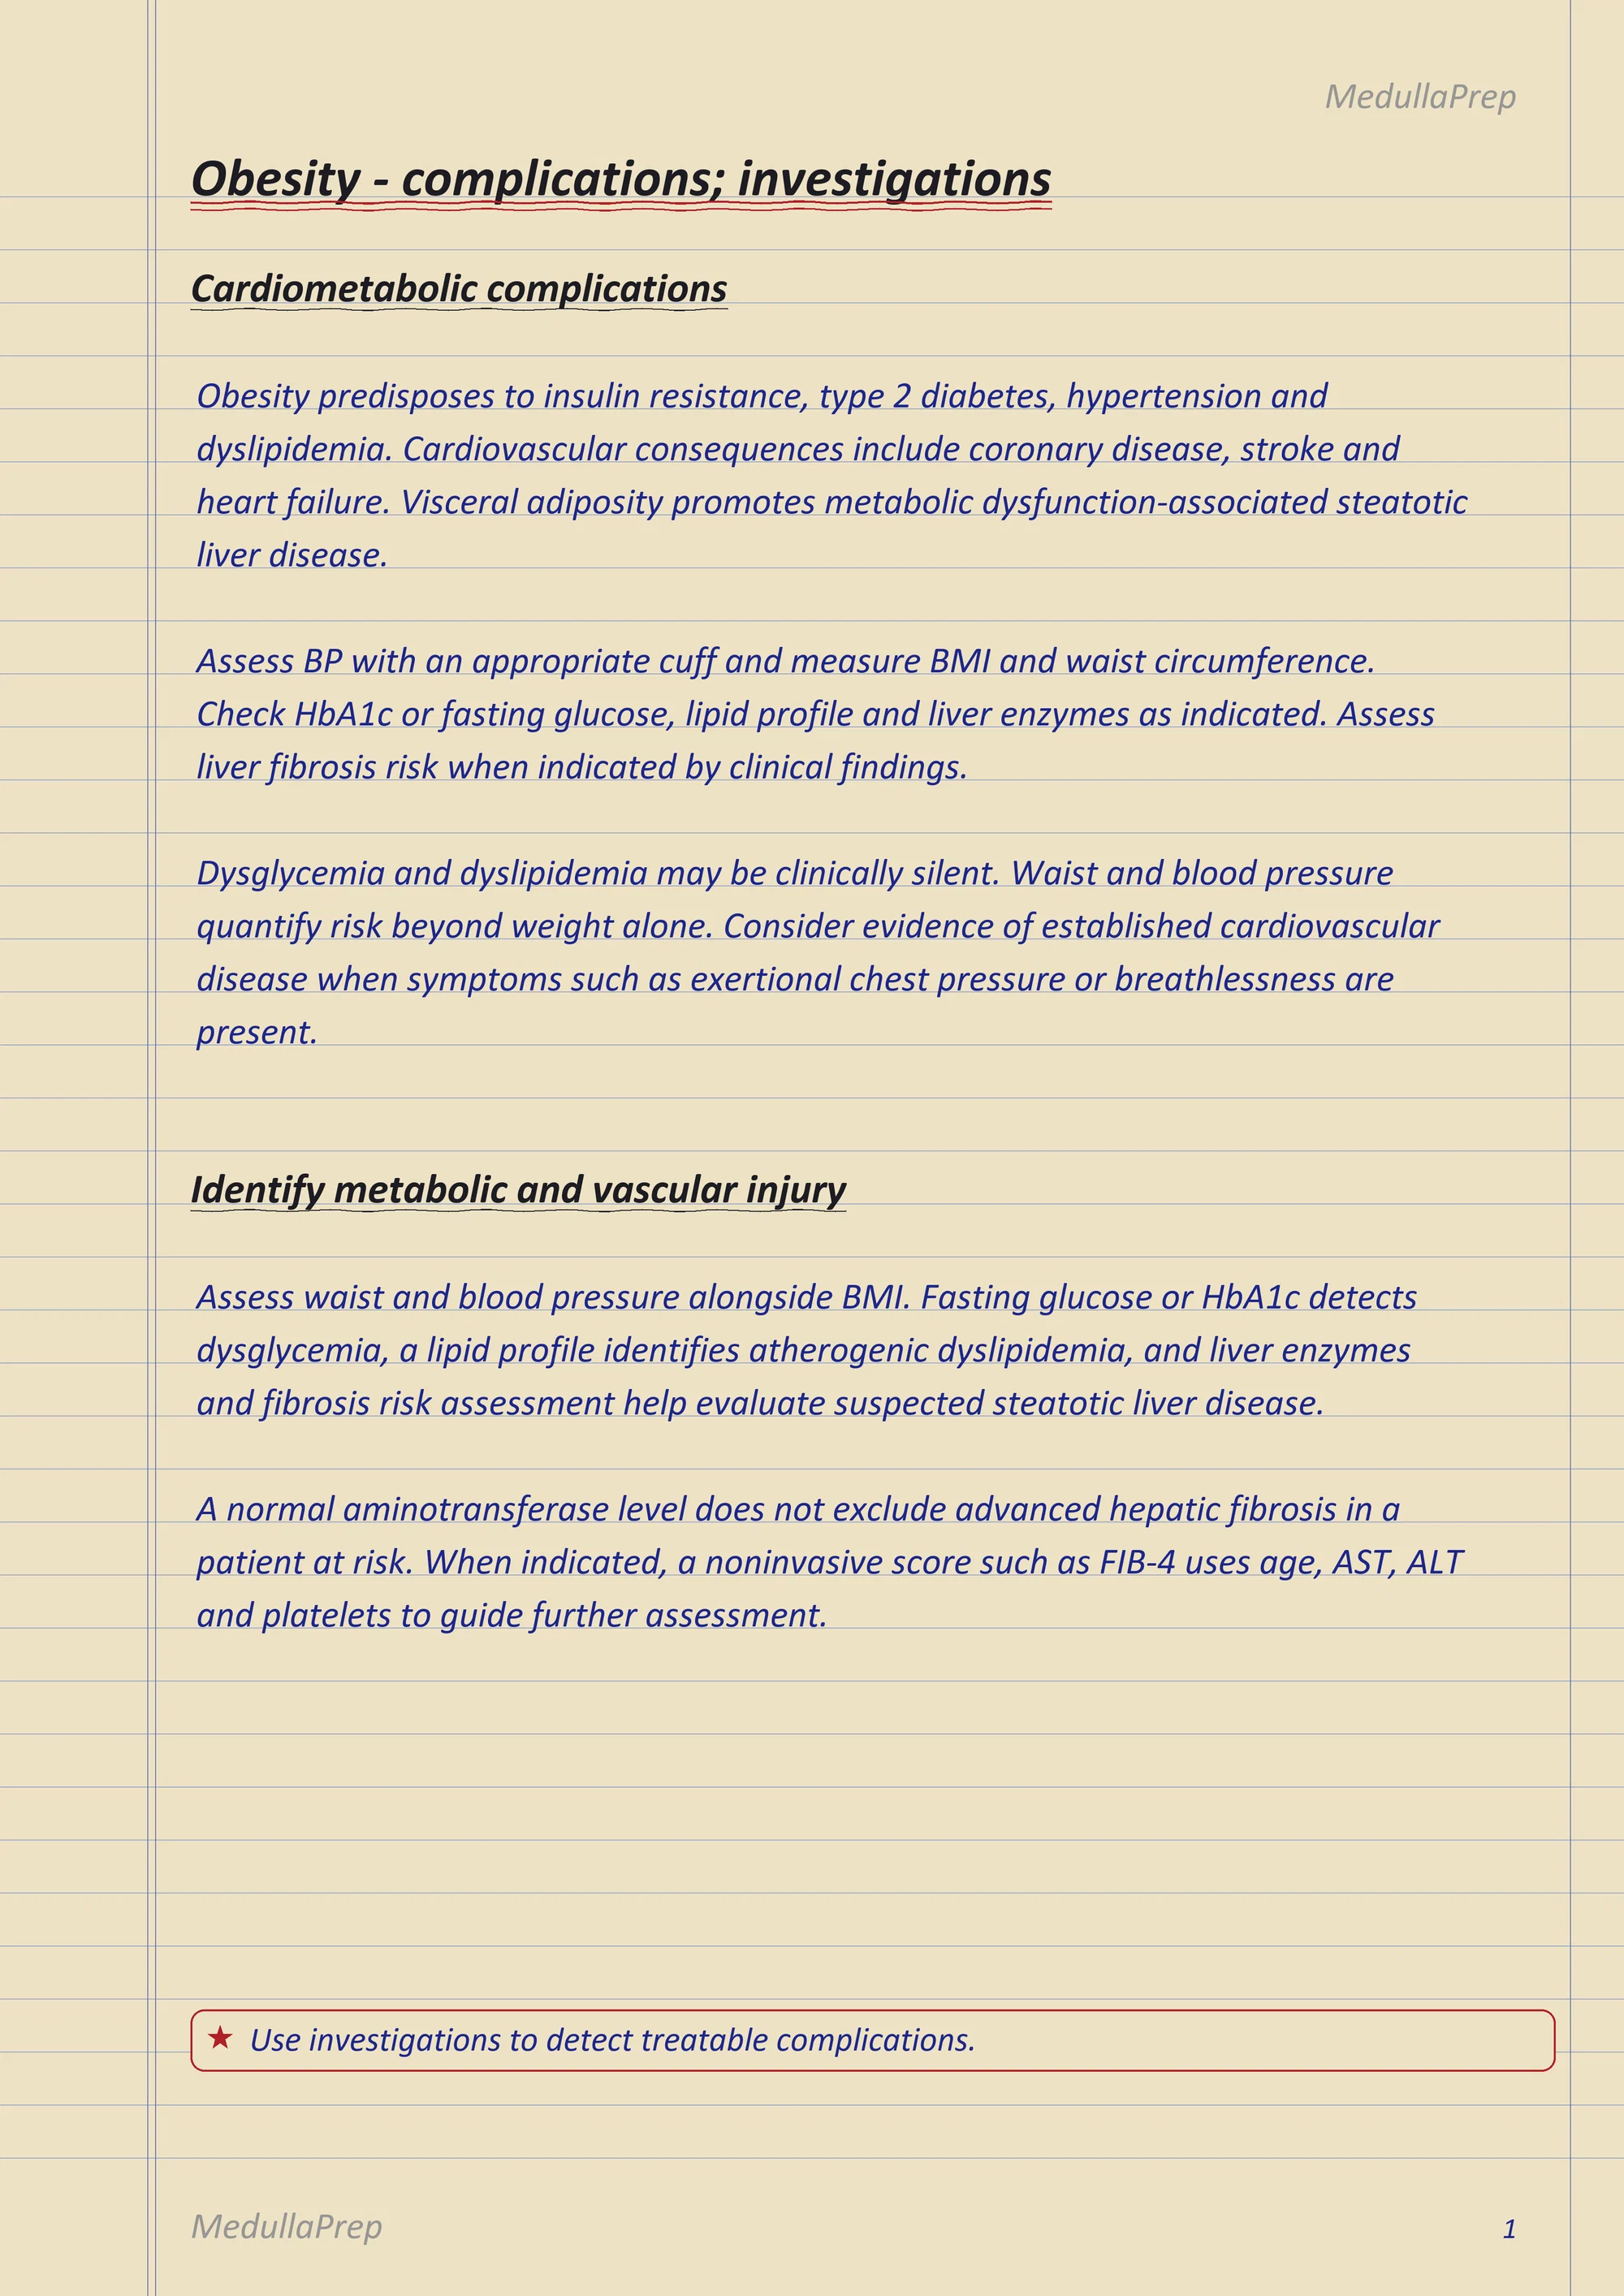 MedullaPrep
Obesity - complications; investigations
Cardiometabolic complications
Obesity predisposes to insulin resistance, type 2 diabetes, hypertension and
dyslipidemia. Cardiovascular consequences include coronary disease, stroke and
heart failure. Visceral adiposity promotes metabolic dysfunction-associated steatotic
liver disease.
Assess BP with an appropriate cuff and measure BMI and waist circumference.
Check HbA1c or fasting glucose, lipid profile and liver enzymes as indicated. Assess
liver fibrosis risk when indicated by clinical findings.
Dysglycemia and dyslipidemia may be clinically silent. Waist and blood pressure
quantify risk beyond weight alone. Consider evidence of established cardiovascular
disease when symptoms such as exertional chest pressure or breathlessness are
present.
Identify metabolic and vascular injury
Assess waist and blood pressure alongside BMI. Fasting glucose or HbA1c detects
dysglycemia, a lipid profile identifies atherogenic dyslipidemia, and liver enzymes
and fibrosis risk assessment help evaluate suspected steatotic liver disease.
A normal aminotransferase level does not exclude advanced hepatic fibrosis in a
patient at risk. When indicated, a noninvasive score such as FIB-4 uses age, AST, ALT
and platelets to guide further assessment.
★ Use investigations to detect treatable complications.
MedullaPrep
1